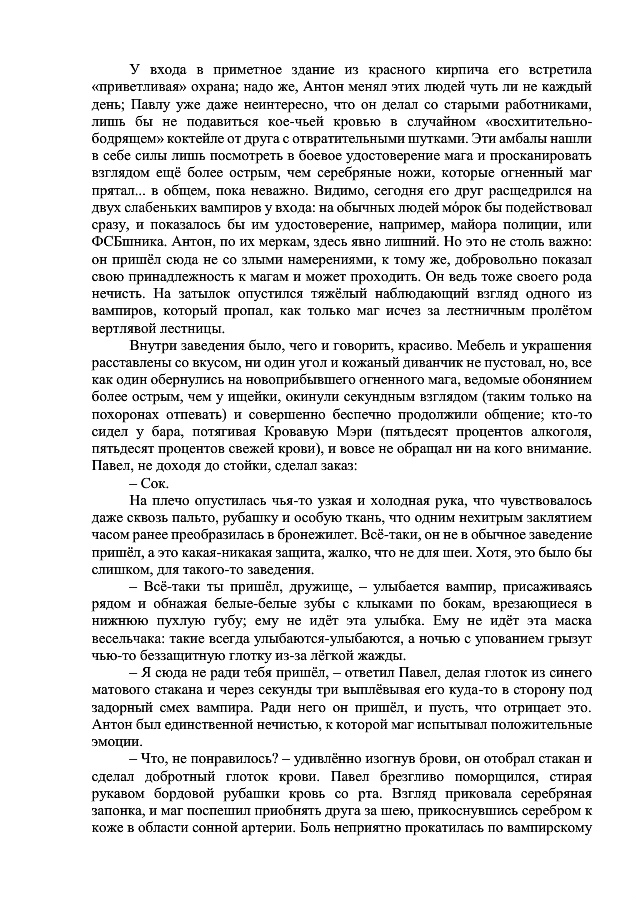 У входа в приметное здание из красного кирпича его встретила
«приветливая» охрана; надо же, Антон менял этих людей чуть ли не каждый
день; Павлу уже даже неинтересно, что он делал со старыми работниками,
лишь бы не подавиться кое-чьей кровью в случайном «восхитительно-
бодрящем» коктейле от друга с отвратительными шутками. Эти амбалы нашли
в себе силы лишь посмотреть в боевое удостоверение мага и просканировать
взглядом ещё более острым, чем серебряные ножи, которые огненный маг
прятал... в общем, пока неважно. Видимо, сегодня его друг расщедрился на
двух слабеньких вампиров у входа: на обычных людей мо́рок бы подействовал
сразу, и показалось бы им удостоверение, например, майора полиции, или
ФСБшника. Антон, по их меркам, здесь явно лишний. Но это не столь важно:
он пришёл сюда не со злыми намерениями, к тому же, добровольно показал
свою принадлежность к магам и может проходить. Он ведь тоже своего рода
нечисть. На затылок опустился тяжёлый наблюдающий взгляд одного из
вампиров, который пропал, как только маг исчез за лестничным пролётом
вертлявой лестницы.
Внутри заведения было, чего и говорить, красиво. Мебель и украшения
расставлены со вкусом, ни один угол и кожаный диванчик не пустовал, но, все
как один обернулись на новоприбывшего огненного мага, ведомые обонянием
более острым, чем у ищейки, окинули секундным взглядом (таким только на
похоронах отпевать) и совершенно беспечно продолжили общение; кто-то
сидел у бара, потягивая Кровавую Мэри (пятьдесят процентов алкоголя,
пятьдесят процентов свежей крови), и вовсе не обращал ни на кого внимание.
Павел, не доходя до стойки, сделал заказ:
– Сок.
На плечо опустилась чья-то узкая и холодная рука, что чувствовалось
даже сквозь пальто, рубашку и особую ткань, что одним нехитрым заклятием
часом ранее преобразилась в бронежилет. Всё-таки, он не в обычное заведение
пришёл, а это какая-никакая защита, жалко, что не для шеи. Хотя, это было бы
слишком, для такого-то заведения.
– Всё-таки ты пришёл, дружище, – улыбается вампир, присаживаясь
рядом и обнажая белые-белые зубы с клыками по бокам, врезающиеся в
нижнюю пухлую губу; ему не идёт эта улыбка. Ему не идёт эта маска
весельчака: такие всегда улыбаются-улыбаются, а ночью с упованием грызут
чью-то беззащитную глотку из-за лёгкой жажды.
– Я сюда не ради тебя пришёл, – ответил Павел, делая глоток из синего
матового стакана и через секунды три выплёвывая его куда-то в сторону под
задорный смех вампира. Ради него он пришёл, и пусть, что отрицает это.
Антон был единственной нечистью, к которой маг испытывал положительные
эмоции.
– Что, не понравилось? – удивлённо изогнув брови, он отобрал стакан и
сделал добротный глоток крови. Павел брезгливо поморщился, стирая
рукавом бордовой рубашки кровь со рта. Взгляд приковала серебряная
запонка, и маг поспешил приобнять друга за шею, прикоснувшись серебром к
коже в области сонной артерии. Боль неприятно прокатилась по вампирскому